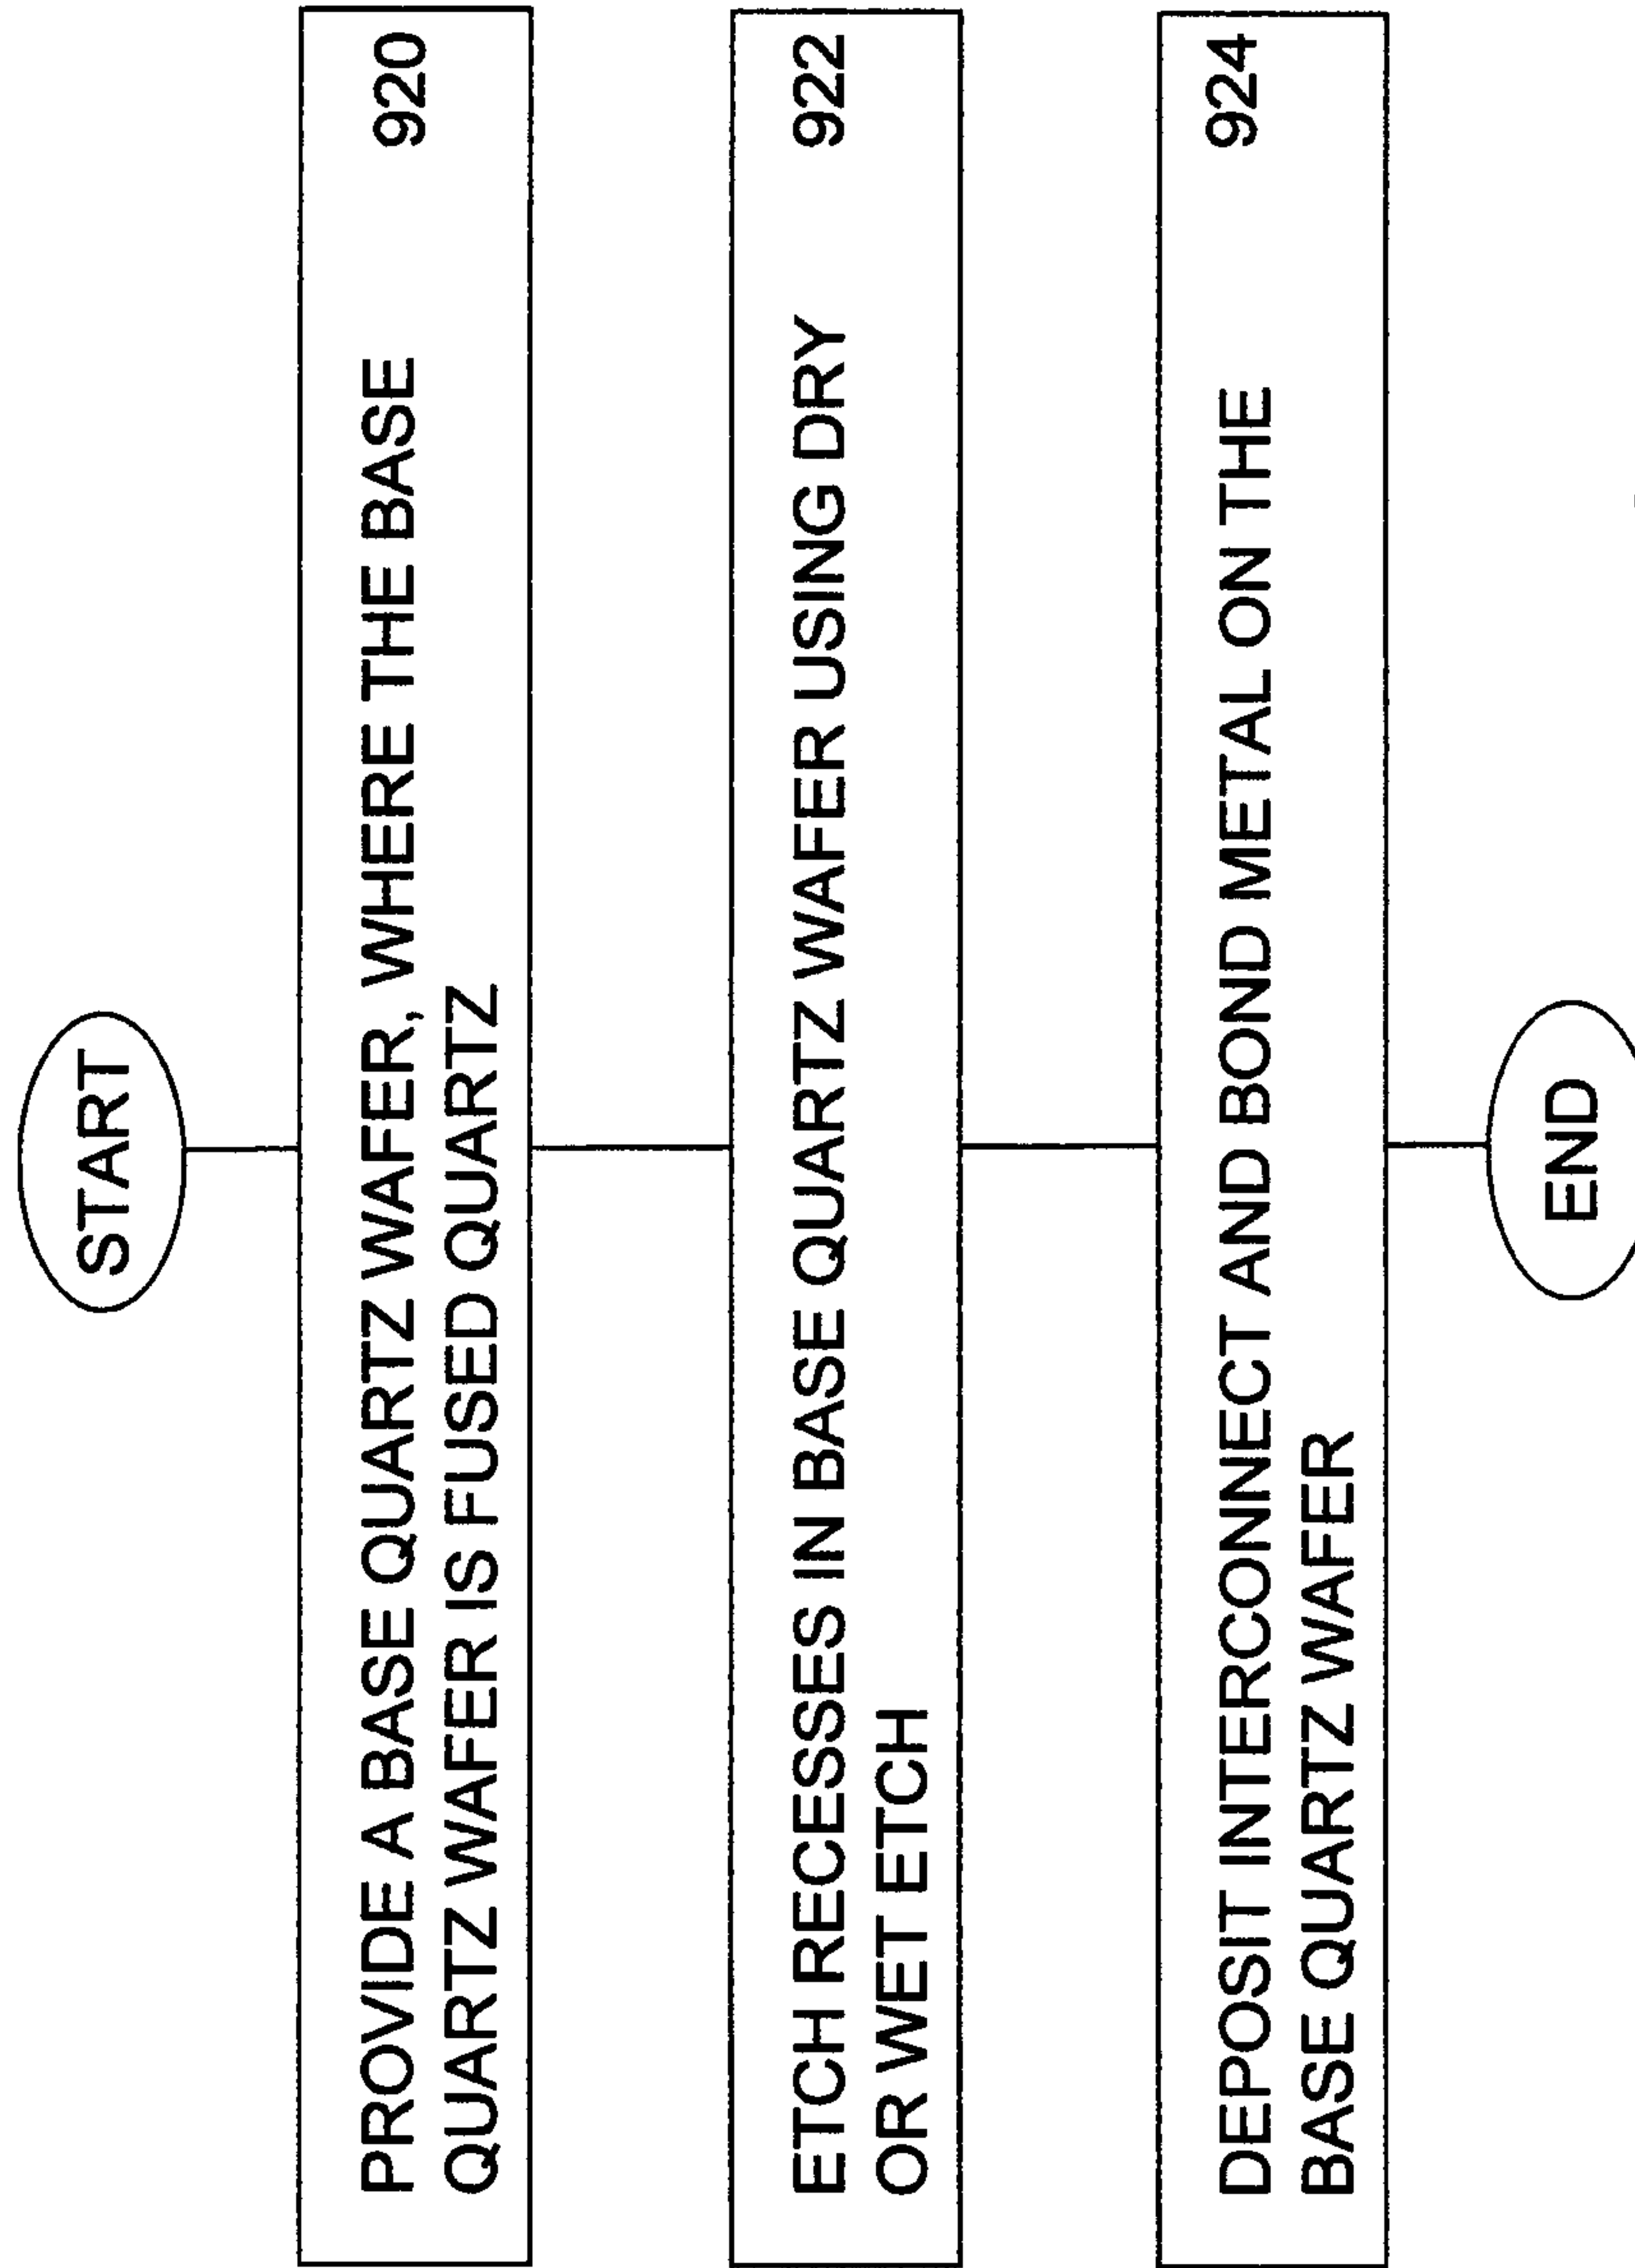 START
PROVIDE A BASE QUARTZ WAFER, WHERE THE BASE 920
QUARTZ WAFER IS FUSED QUARTZ
ETCH RECESSES IN BASE QUARTZ WAFER USING DRY 922
OR WET ETCH
DEPOSIT INTERCONNECT AND BOND METAL ON THE 924
BASE QUARTZ WAFER
END